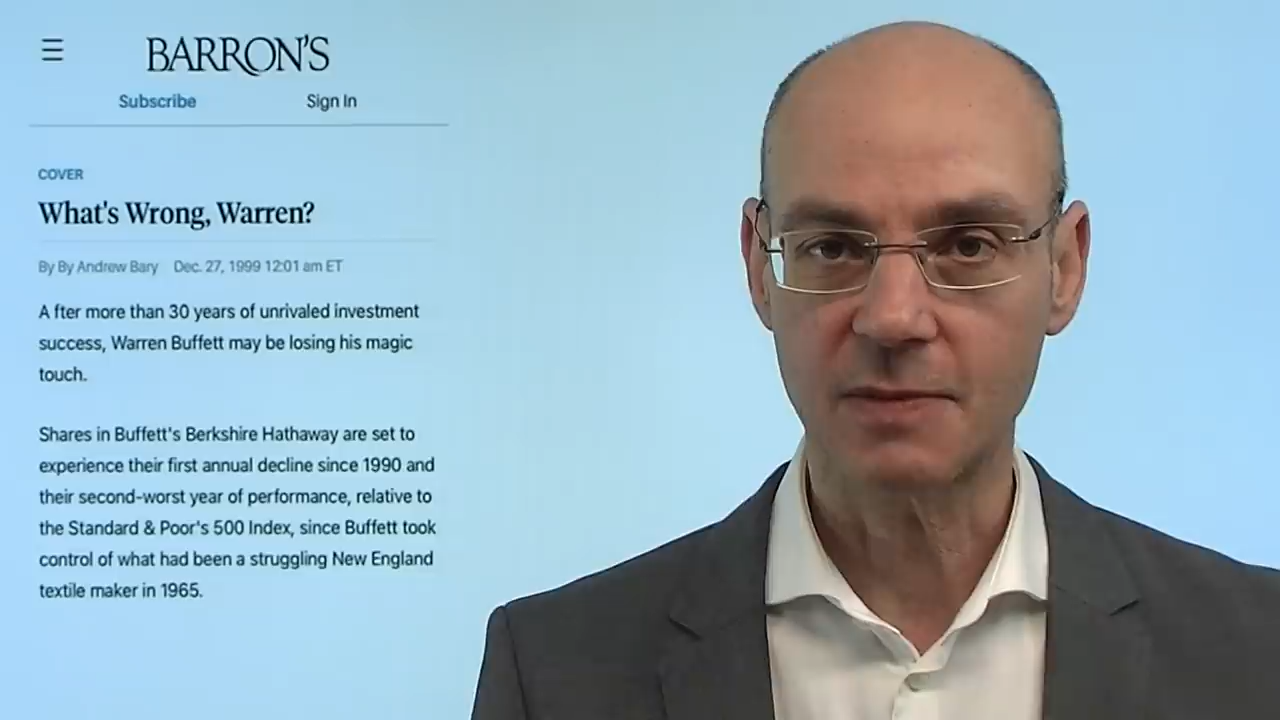 BARRON'S
Subscribe Sign In
COVER
What's Wrong, Warren?
By By Andrew Bary Dec. 27, 1999 12:01 am ET
A fter more than 30 years of unrivaled investment
success, Warren Buffett may be losing his magic
touch.
Shares in Buffett's Berkshire Hathaway are set to
experience their first annual decline since 1990 and
their second-worst year of performance, relative to
the Standard & Poor's 500 Index, since Buffett took
control of what had been a struggling New England
textile maker in 1965.